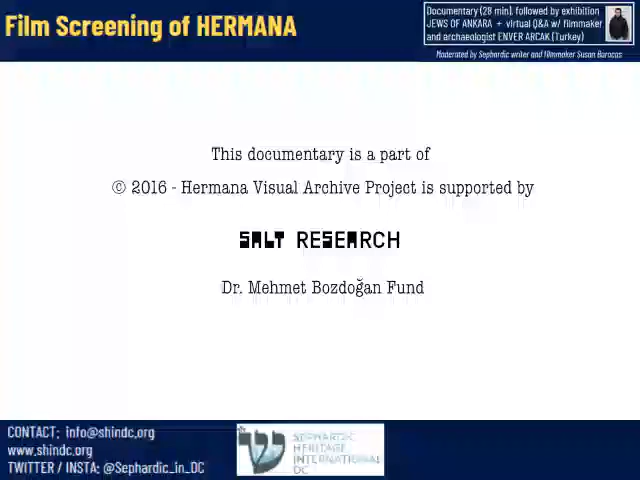 Film Screening of HERMANA
Documentary (28 min), followed by exhibition
JEWS OF ANKARA + virtual Q&A w/ filmmaker
and archaeologist ENVER ARCAK (Turkey)
Moderated by Sephardic writer and filmmaker Susan Barocas
This documentary is a part of
© 2016 - Hermana Visual Archive Project is supported by
SALT RESEARCH
Dr. Mehmet Bozdoğan Fund
CONTACT: info@shindc.org
www.shindc.org
TWITTER / INSTA: @Sephardic_in_DC
SEPHARDIC
HERITAGE
INTERNATIONAL
DC